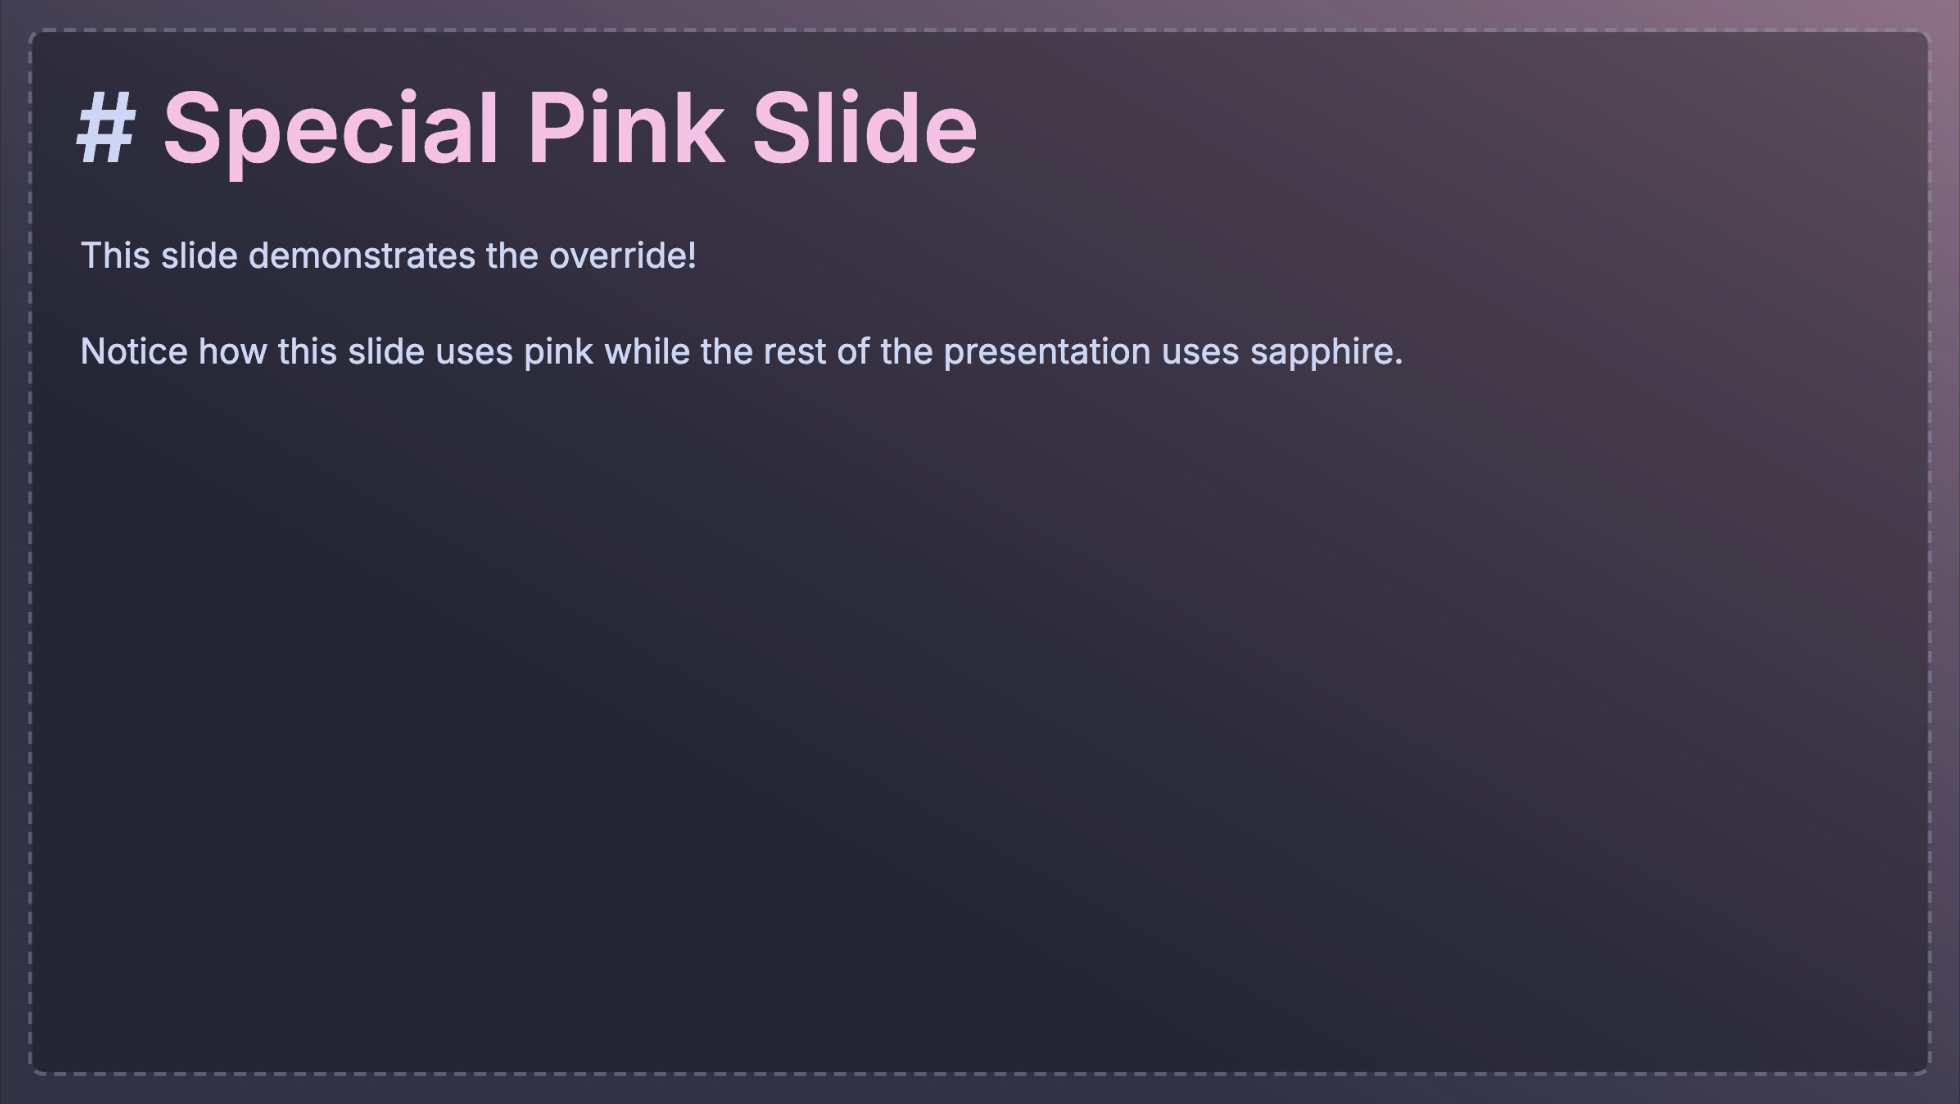 # Special Pink Slide
This slide demonstrates the override!
Notice how this slide uses pink while the rest of the presentation uses sapphire.